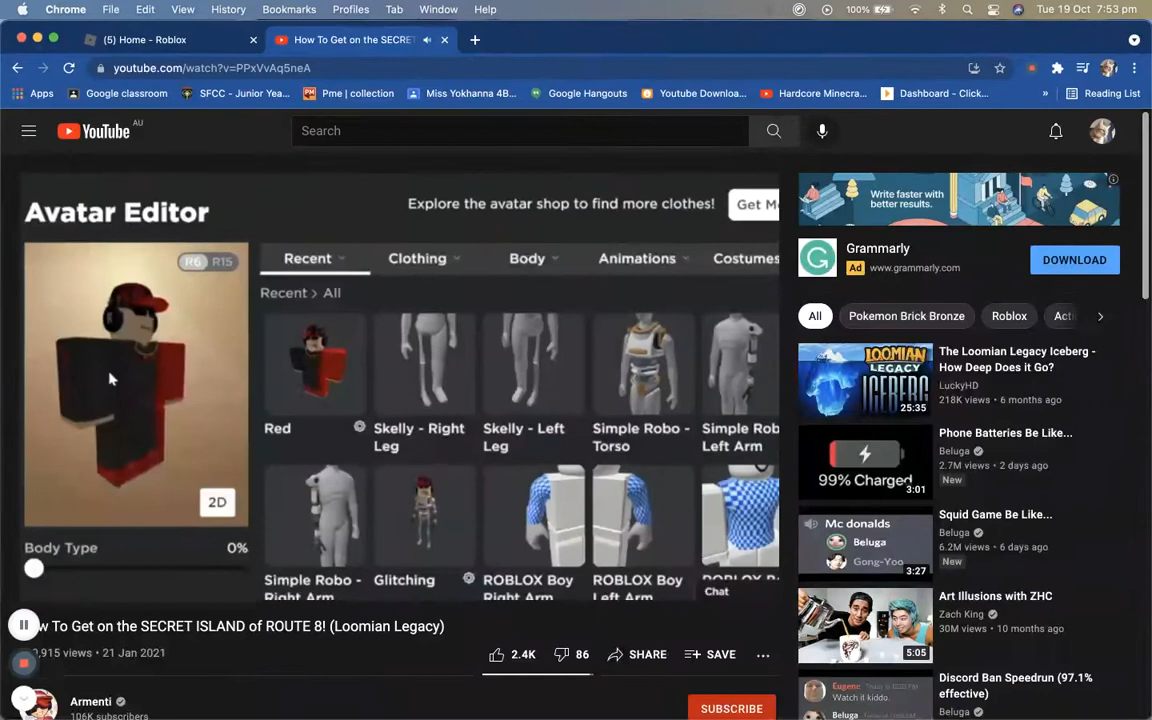 Chrome File Edit View History Bookmarks Profiles Tab Window Help 100% Tue 19 Oct 7:53 pm
(5) Home - Roblox
How To Get on the SECRET
youtube.com/watch?v=PPxVvAq5neA
Apps Google classroom SFCC - Junior Yea... Pme | collection Miss Yokhanna 4B... Google Hangouts Youtube Downloa... Hardcore Minecra... Dashboard - Click... » Reading List
YouTube AU
Search
Avatar Editor
Explore the avatar shop to find more clothes!
Get M
R6 R15
Recent Clothing Body Animations Costumes
Recent > All
Red
Skelly - Right
Leg
Skelly - Left
Leg
Simple Robo -
Torso
Simple Rob
Left Arm
2D
Body Type 0%
Simple Robo -
Right Arm
Glitching
ROBLOX Boy
Right Arm
ROBLOX Boy
Left Arm
ROBLOX Boy
Chat
w To Get on the SECRET ISLAND of ROUTE 8! (Loomian Legacy)
,915 views • 21 Jan 2021
2.4K 86 SHARE SAVE
Armenti
106K subscribers
SUBSCRIBE
Write faster with
better results.
Grammarly
Ad www.grammarly.com
DOWNLOAD
All Pokemon Brick Bronze Roblox Act
LOOMIAN
LEGACY
ICEBERG
25:35
The Loomian Legacy Iceberg -
How Deep Does it Go?
LuckyHD
218K views • 6 months ago
99% Charged
3:01
Phone Batteries Be Like...
Beluga
2.7M views • 2 days ago
New
Mc donalds
Beluga
Gong-Yoo
3:27
Squid Game Be Like...
Beluga
6.2M views • 6 days ago
New
5:05
Art Illusions with ZHC
Zach King
30M views • 10 months ago
Eugene
Watch it kiddo.
Beluga
Discord Ban Speedrun (97.1%
effective)
Beluga